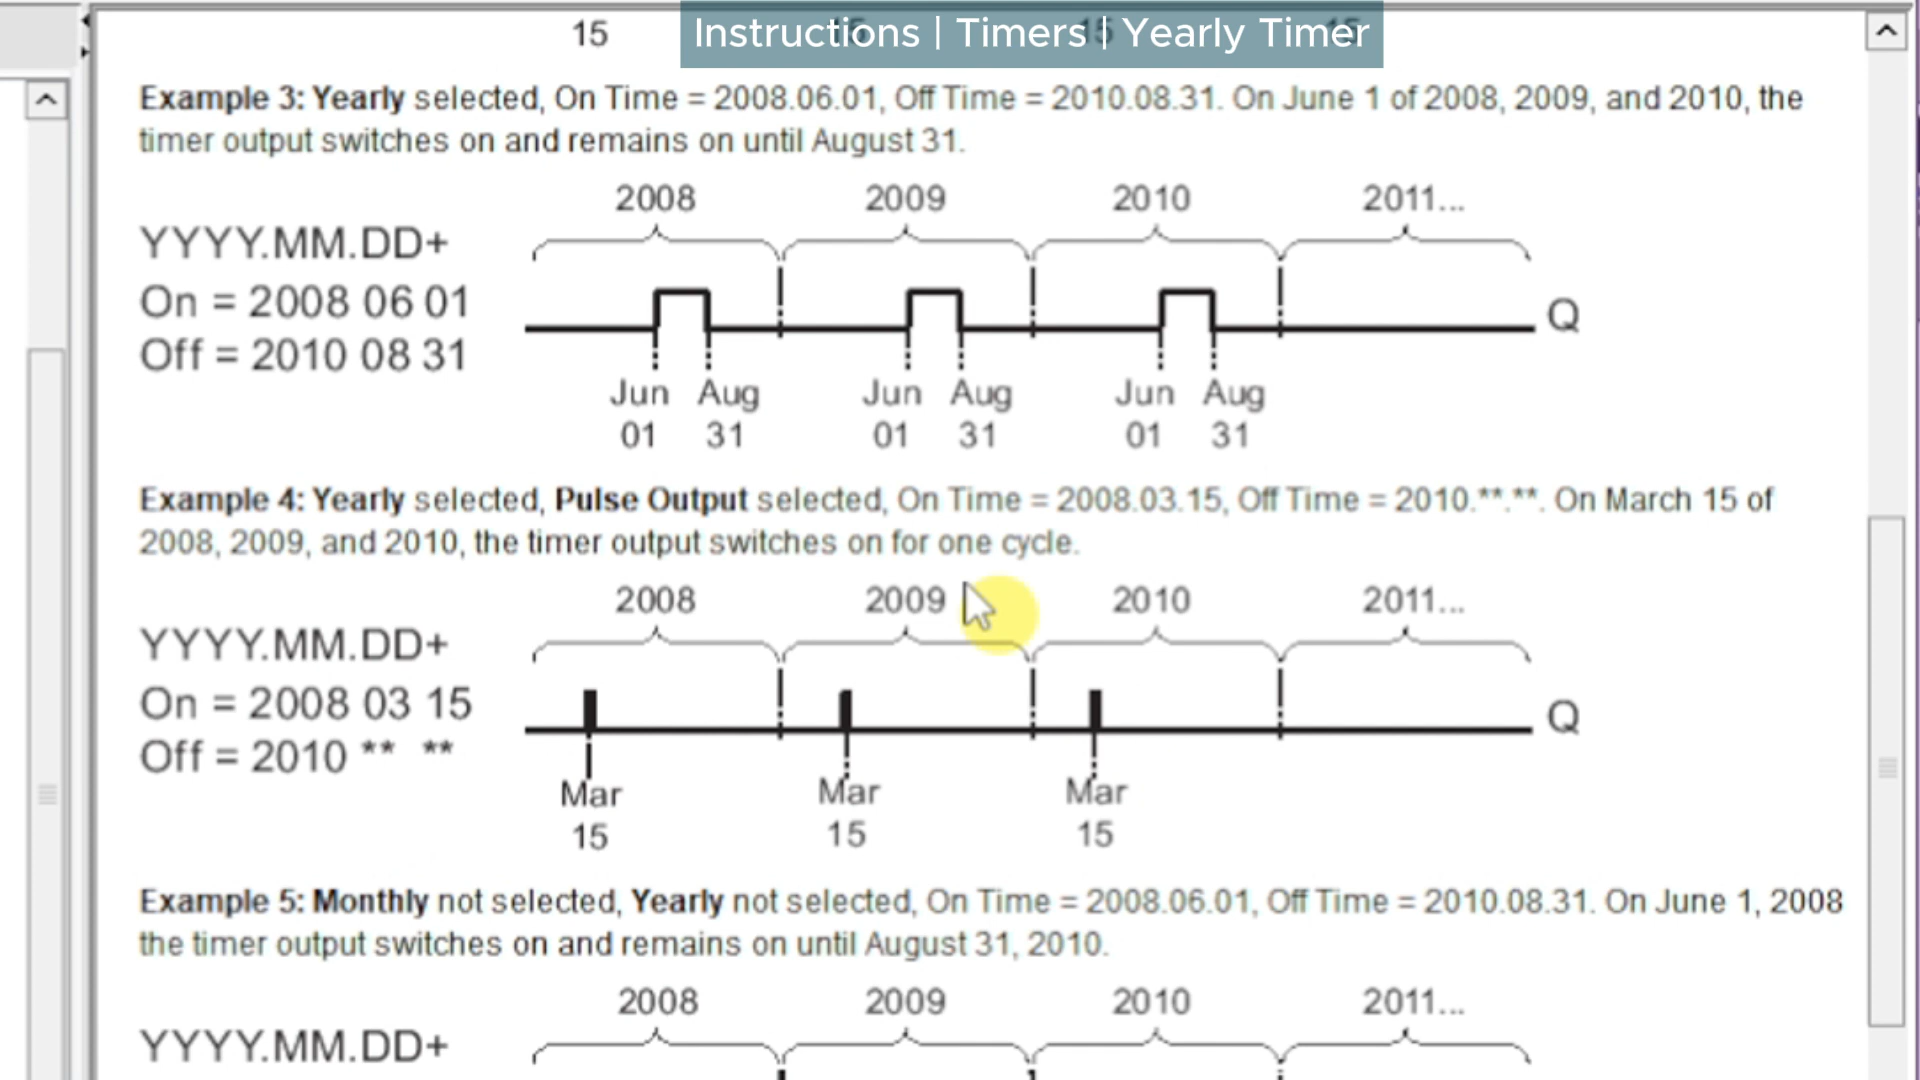 Instructions | Timers | Yearly Timer
15 15 15
Example 3: Yearly selected, On Time = 2008.06.01, Off Time = 2010.08.31. On June 1 of 2008, 2009, and 2010, the
timer output switches on and remains on until August 31.
2008 2009 2010 2011...
YYYY.MM.DD+
On = 2008 06 01
Off = 2010 08 31
Q
Jun Aug Jun Aug Jun Aug
01 31 01 31 01 31
Example 4: Yearly selected, Pulse Output selected, On Time = 2008.03.15, Off Time = 2010.**.**. On March 15 of
2008, 2009, and 2010, the timer output switches on for one cycle.
2008 2009 2010 2011...
YYYY.MM.DD+
On = 2008 03 15
Off = 2010 ** **
Q
Mar Mar Mar
15 15 15
Example 5: Monthly not selected, Yearly not selected, On Time = 2008.06.01, Off Time = 2010.08.31. On June 1, 2008
the timer output switches on and remains on until August 31, 2010.
2008 2009 2010 2011...
YYYY.MM.DD+